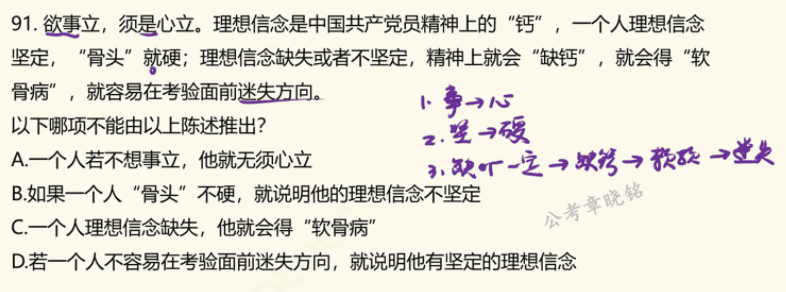 91. 欲事立，须是心立。理想信念是中国共产党员精神上的“钙”，一个人理想信念
坚定，“骨头”就硬；理想信念缺失或者不坚定，精神上就会“缺钙”，就会得“软
骨病”，就容易在考验面前迷失方向。
以下哪项不能由以上陈述推出？
A.一个人若不想事立，他就无须心立
B.如果一个人“骨头”不硬，就说明他的理想信念不坚定
C.一个人理想信念缺失，他就会得“软骨病”
D.若一个人不容易在考验面前迷失方向，就说明他有坚定的理想信念
1. 事→心
2. 坚→硬
3. 缺 or 一定→缺钙→软骨→迷失
公考章晓铭